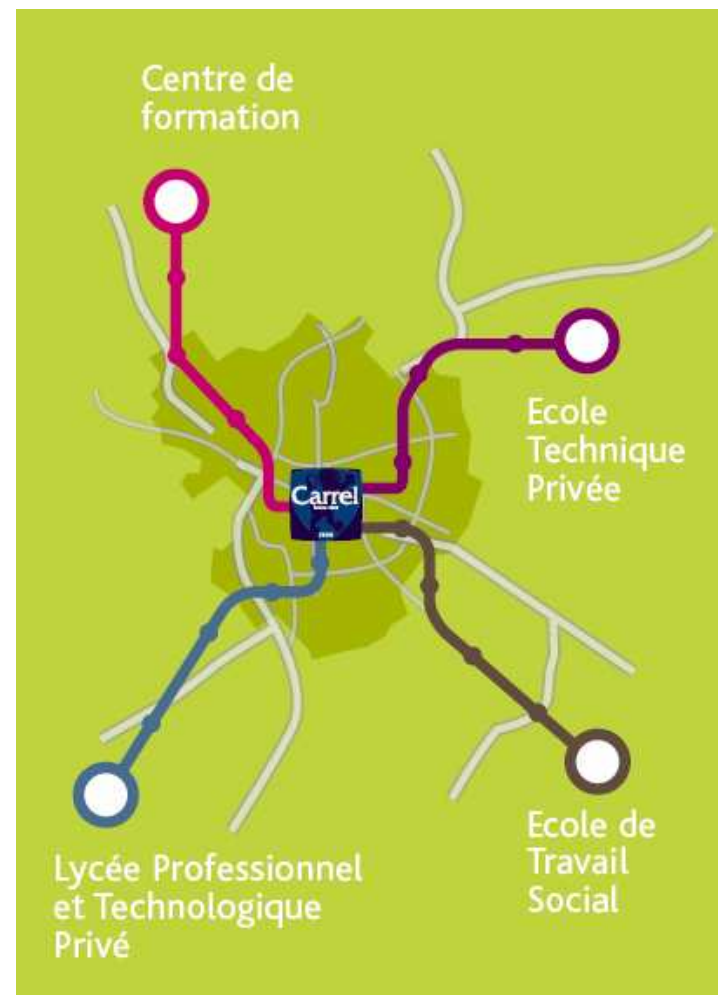 Centre de
formation
Ecole
Technique
Privée
Carrel
Ecole de
Travail
Social
Lycée Professionnel
et Technologique
Privé